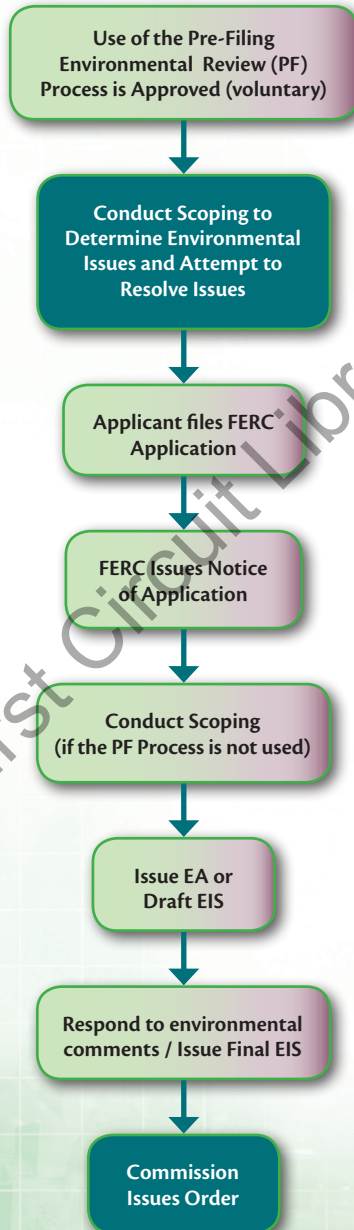 Use of the Pre-Filing
Environmental Review (PF)
Process is Approved (voluntary)
Conduct Scoping to
Determine Environmental
Issues and Attempt to
Resolve Issues
Applicant files FERC
Application
FERC Issues Notice
of Application
Conduct Scoping
(if the PF Process is not used)
Issue EA or
Draft EIS
Respond to environmental
comments / Issue Final EIS
Commission
Issues Order
Circuit